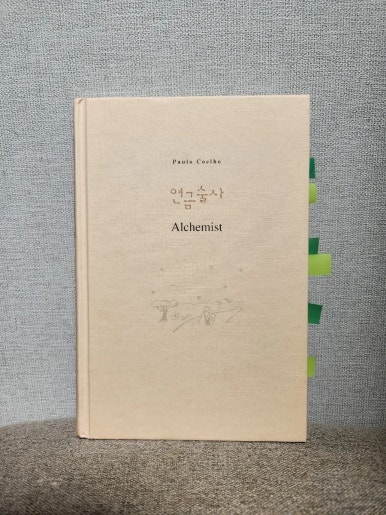 Paulo Coelho
연금술사
Alchemist